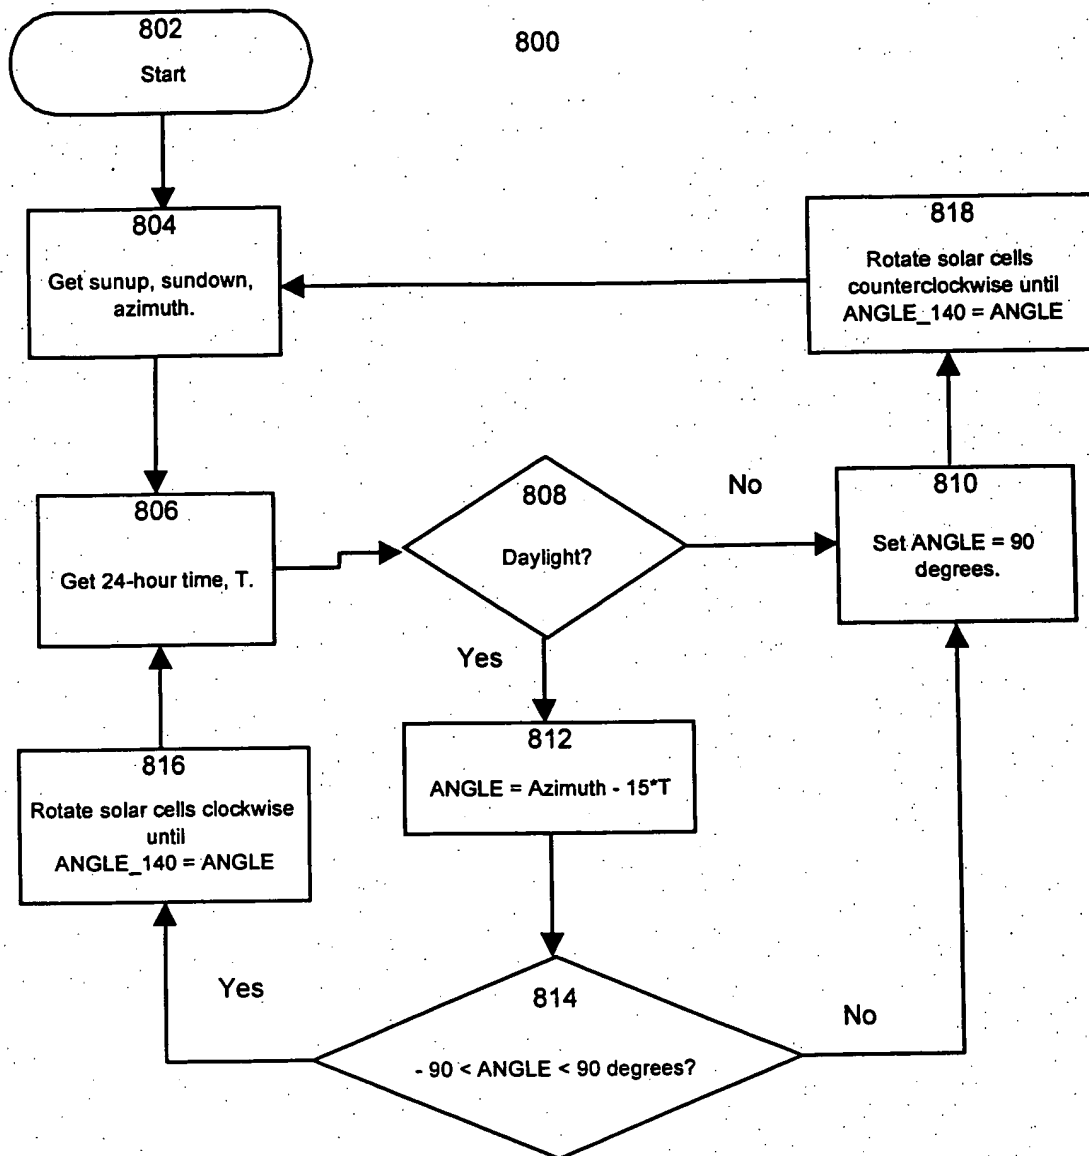 802
Start
800
804
Get sunup, sundown,
azimuth.
818
Rotate solar cells
counterclockwise until
ANGLE_140 = ANGLE
806
Get 24-hour time, T.
808
Daylight?
No
810
Set ANGLE = 90
degrees.
Yes
812
ANGLE = Azimuth - 15*T
816
Rotate solar cells clockwise
until
ANGLE_140 = ANGLE
Yes
814
- 90 < ANGLE < 90 degrees?
No